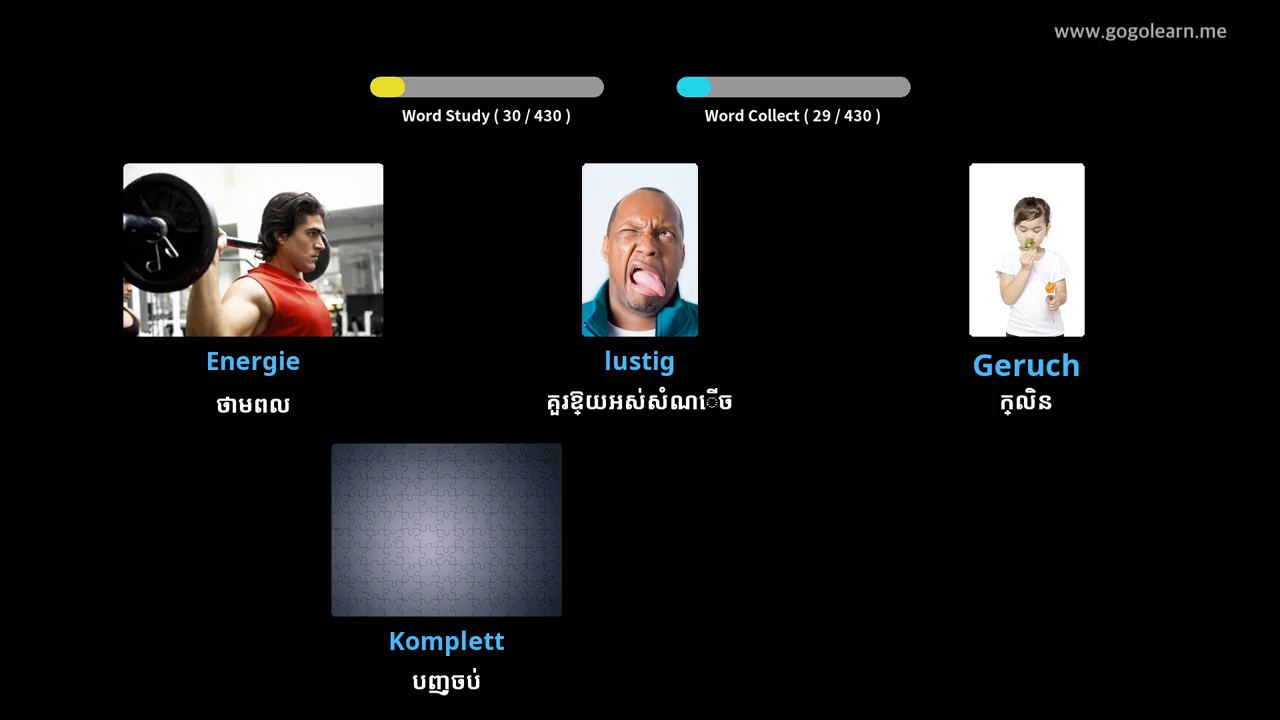 www.gogolearn.me
Word Study ( 30 / 430 )
Word Collect ( 29 / 430 )
Energie
ថាមពល
lustig
គួរឱ្យអស់សំណើច
Geruch
ក្លិន
Komplett
បញ្ចប់